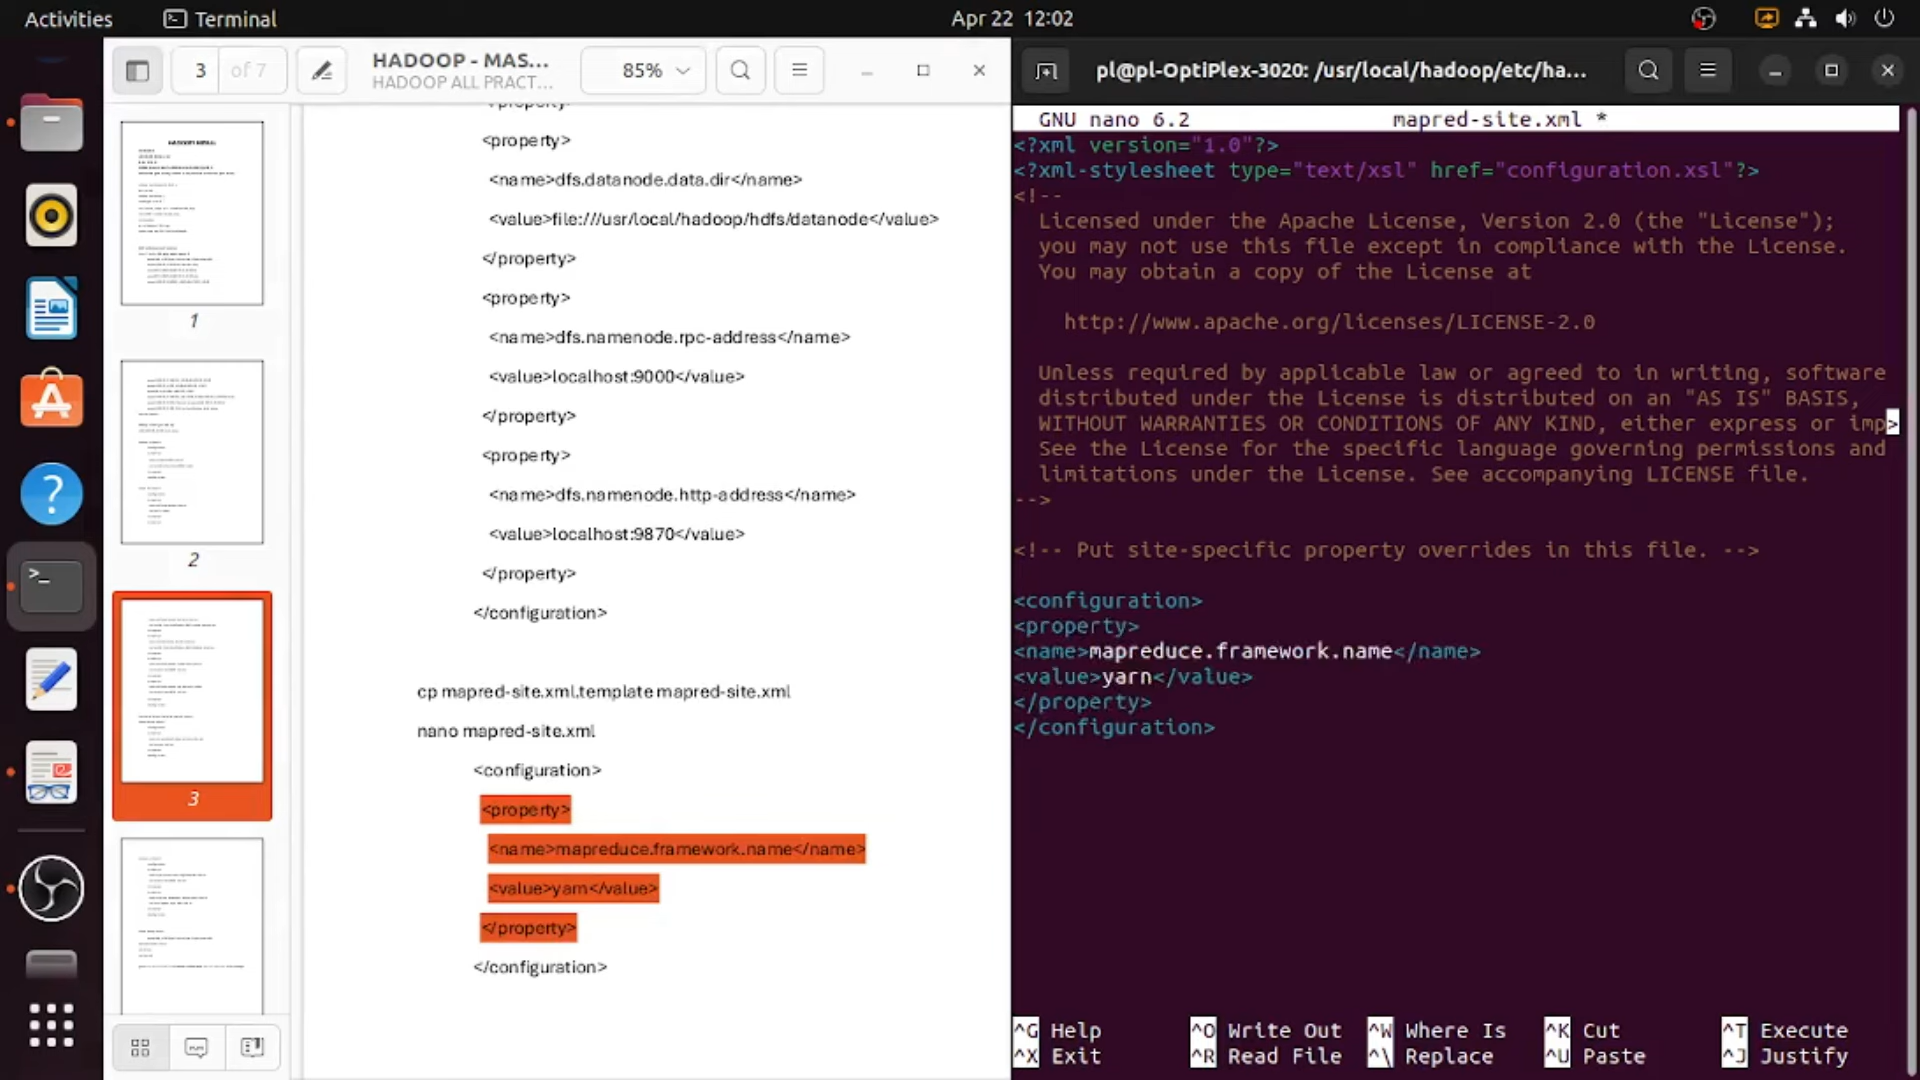 Activities
Terminal
Apr 22 12:02
3 of 7
HADOOP - MAS...
HADOOP ALL PRACT...
85%
<property>
<property>
<name>dfs.datanode.data.dir</name>
<value>file:///usr/local/hadoop/hdfs/datanode</value>
</property>
<property>
<name>dfs.namenode.rpc-address</name>
<value>localhost:9000</value>
</property>
<property>
<name>dfs.namenode.http-address</name>
<value>localhost:9870</value>
</property>
</configuration>
cp mapred-site.xml.template mapred-site.xml
nano mapred-site.xml
<configuration>
<property>
<name>mapreduce.framework.name</name>
<value>yarn</value>
</property>
</configuration>
1
2
3
pl@pl-OptiPlex-3020: /usr/local/hadoop/etc/ha...
GNU nano 6.2 mapred-site.xml *
<?xml version="1.0"?>
<?xml-stylesheet type="text/xsl" href="configuration.xsl"?>
<!--
Licensed under the Apache License, Version 2.0 (the "License");
you may not use this file except in compliance with the License.
You may obtain a copy of the License at
http://www.apache.org/licenses/LICENSE-2.0
Unless required by applicable law or agreed to in writing, software
distributed under the License is distributed on an "AS IS" BASIS,
WITHOUT WARRANTIES OR CONDITIONS OF ANY KIND, either express or imp>
See the License for the specific language governing permissions and
limitations under the License. See accompanying LICENSE file.
-->
<!-- Put site-specific property overrides in this file. -->
<configuration>
<property>
<name>mapreduce.framework.name</name>
<value>yarn</value>
</property>
</configuration>
^G Help ^O Write Out ^W Where Is ^K Cut ^T Execute
^X Exit ^R Read File ^\ Replace ^U Paste ^J Justify